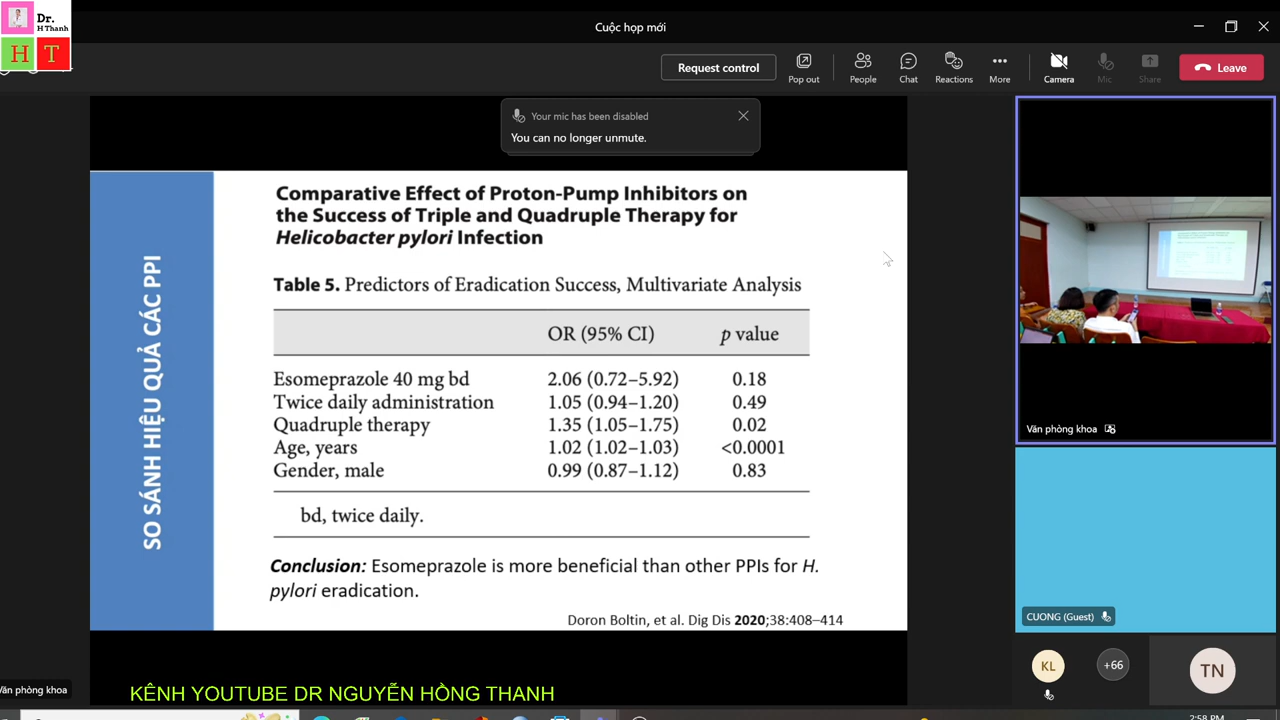 Dr.
H Thanh
H T
Cuộc họp mới
Request control
Pop out
People
Chat
Reactions
More
Camera
Mic
Share
Leave
Your mic has been disabled
You can no longer unmute.
SO SÁNH HIỆU QUẢ CÁC PPI
Comparative Effect of Proton-Pump Inhibitors on
the Success of Triple and Quadruple Therapy for
Helicobacter pylori Infection
Table 5. Predictors of Eradication Success, Multivariate Analysis
OR (95% CI) p value
Esomeprazole 40 mg bd 2.06 (0.72–5.92) 0.18
Twice daily administration 1.05 (0.94–1.20) 0.49
Quadruple therapy 1.35 (1.05–1.75) 0.02
Age, years 1.02 (1.02–1.03) <0.0001
Gender, male 0.99 (0.87–1.12) 0.83
bd, twice daily.
Conclusion: Esomeprazole is more beneficial than other PPIs for H.
pylori eradication.
Doron Boltin, et al. Dig Dis 2020;38:408–414
Văn phòng khoa
CUONG (Guest)
KL
+66
TN
Văn phòng khoa
KÊNH YOUTUBE DR NGUYỄN HỒNG THANH
2:58 PM